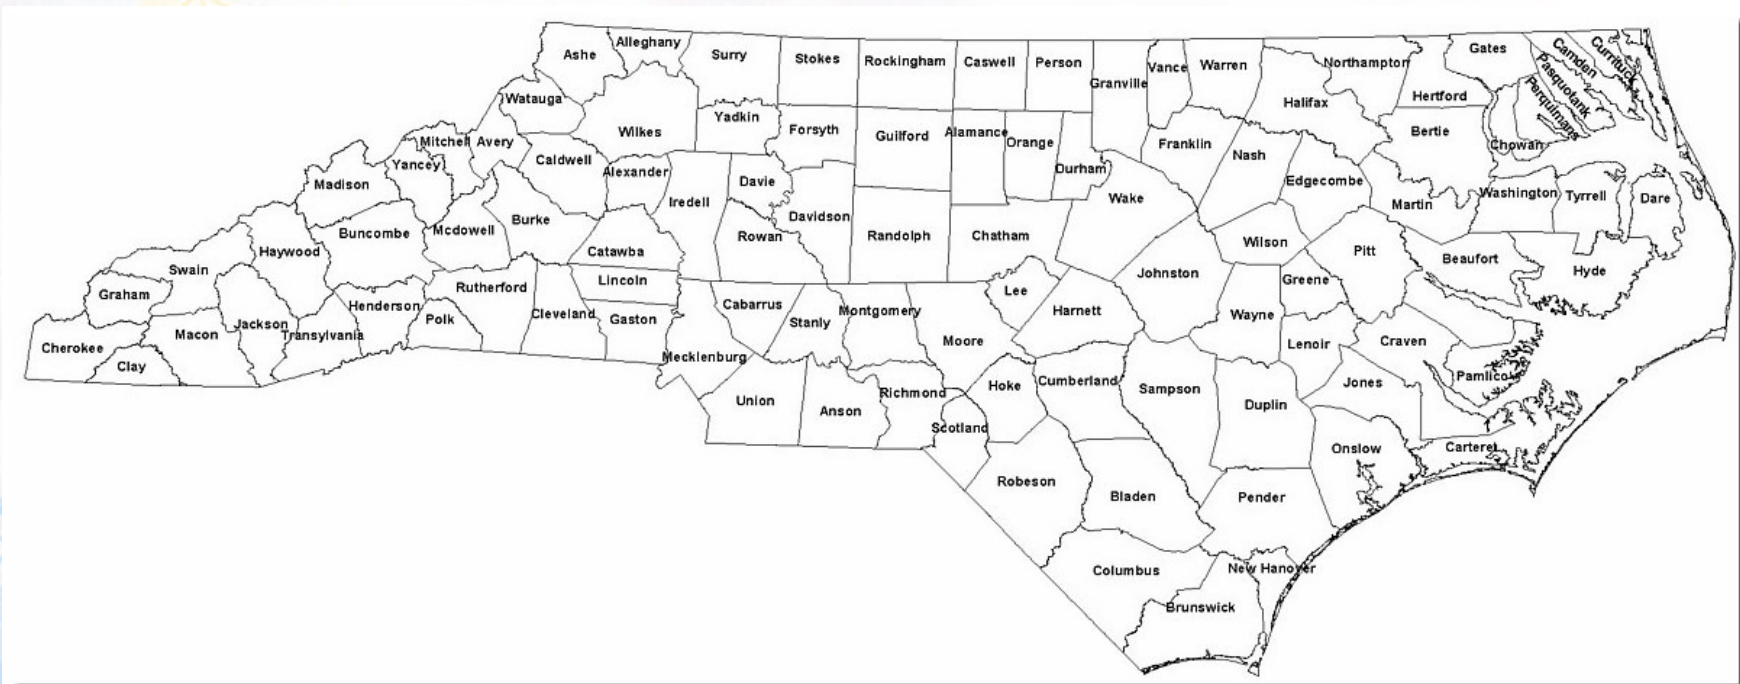 Ashe
Alleghany
Surry
Stokes
Rockingham
Caswell
Person
Granville
Vance
Warren
Northampton
Gates
Camden
Currituck
Pasquotank
Perquimans
Hertford
Halifax
Watauga
Wilkes
Yadkin
Forsyth
Guilford
Alamance
Orange
Durham
Franklin
Nash
Edgecombe
Bertie
Chowan
Mitchell
Avery
Caldwell
Alexander
Yancey
Madison
Iredell
Davie
Davidson
Randolph
Chatham
Wake
Martin
Washington
Tyrrell
Dare
Buncombe
Mcdowell
Burke
Catawba
Rowan
Haywood
Swain
Graham
Rutherford
Lincoln
Johnston
Wilson
Pitt
Beaufort
Hyde
Greene
Henderson
Polk
Cleveland
Gaston
Cabarrus
Stanly
Montgomery
Lee
Harnett
Wayne
Cherokee
Clay
Macon
Jackson
Transylvania
Mecklenburg
Moore
Lenoir
Craven
Pamlico
Union
Anson
Richmond
Hoke
Cumberland
Sampson
Duplin
Jones
Scotland
Robeson
Bladen
Pender
Onslow
Carteret
Columbus
New Hanover
Brunswick